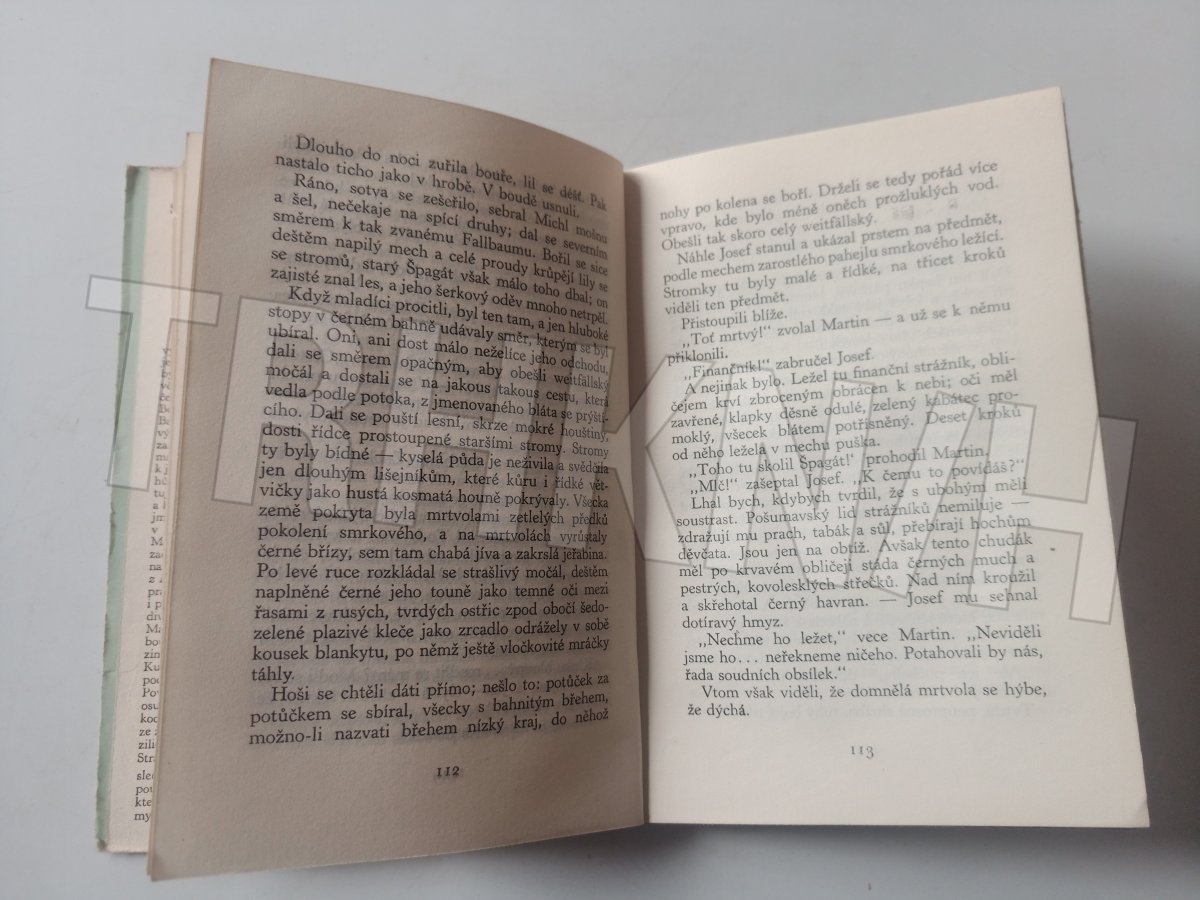 Dlouho do noci zuřila bouře, lil se déšť. Pak
nastalo ticho jako v hrobě. V boudě usnuli.
Ráno, sotva se zešeřilo, sebral Michl mošnu
a šel, nečekaje na spící druhy; dal se severním
směrem k tak zvanému Fallbaumu. Bořil se sice
deštěm napilý mech a celé proudy krůpějí lily se
se stromů, starý Špagát však málo toho dbal; on
zajisté znal les, a jeho šerkový oděv mnoho netrpěl.
Když mladíci procitli, byl ten tam, a jen hluboké
stopy v černém bahně udávaly směr, kterým se byl
ubíral. Oni, ani dost málo neželíce jeho odchodu,
dali se směrem opačným, aby obešli weitfällský
močál a dostali se na jakous takous cestu, která
vedla podle potoka, z jmenovaného bláta se prýští-
cího. Dali se pouští lesní, skrze mokré houštiny,
dosti řídce prostoupené staršími stromy. Stromy
ty byly bídné — kyselá půda je neživila a svědčila
jen dlouhým lišejníkům, které kůru i řídké vět-
vičky jako hustá kosmatá houně pokrývaly. Všecka
země pokryta byla mrtvolami zetlelých předků
pokolení smrkového, a na mrtvolách vyrůstaly
černé břízy, sem tam chabá jíva a zakrslá jeřabina.
Po levé ruce rozkládal se strašlivý močál, deštěm
naplněné černé jeho touně jako temné oči mezi
řasami z rusých, tvrdých ostřic zpod obočí šedo-
zelené plazivé kleče jako zrcadlo odrážely v sobě
kousek blankytu, po němž ještě vločkovité mráčky
táhly.
Hoši se chtěli dáti přímo; nešlo to: potůček za
potůčkem se sbíral, všecky s bahnitým břehem,
možno-li nazvati břehem nízký kraj, do něhož
112
nohy po kolena se boří. Drželi se tedy pořád více
vpravo, kde bylo méně oněch prožluklých vod.
Obešli tak skoro celý weitfällský.
Náhle Josef stanul a ukázal prstem na předmět,
podle mechem zarostlého pahejlu smrkového ležící.
Stromky tu byly malé a řídké, na třicet kroků
viděli ten předmět.
Přistoupili blíže.
„Toť mrtvý!“ zvolal Martin — a už se k němu
přiklonili.
„Finančník!“ zabručel Josef.
A nejinak bylo. Ležel tu finanční strážník, obli-
čejem krví zbroceným obrácen k nebi; oči měl
zavřené, klapky děsně odulé, zelený kabátec pro-
moklý, všecek blátem potřísněný. Deset kroků
od něho ležela v mechu puška.
„Toho tu skolil Špagát!‘ prohodil Martin.
„Mlč!“ zašeptal Josef. „K čemu to povídáš?“
Lhal bych, kdybych tvrdil, že s ubohým měli
soustrast. Pošumavský lid strážníků nemiluje —
zdražují mu prach, tabák a sůl, přebírají hochům
děvčata. Jsou jen na obtíž. Avšak tento chudák
měl po krvavém obličeji stáda černých much a
pestrých, kovolesklých střečků. Nad ním kroužil
a skřehotal černý havran. — Josef mu sehnal
dotíravý hmyz.
„Nechme ho ležet,“ vece Martin. „Neviděli
jsme ho... neřekneme ničeho. Potahovali by nás,
řada soudních obsílek.“
Vtom však viděli, že domnělá mrtvola se hýbe,
že dýchá.
113